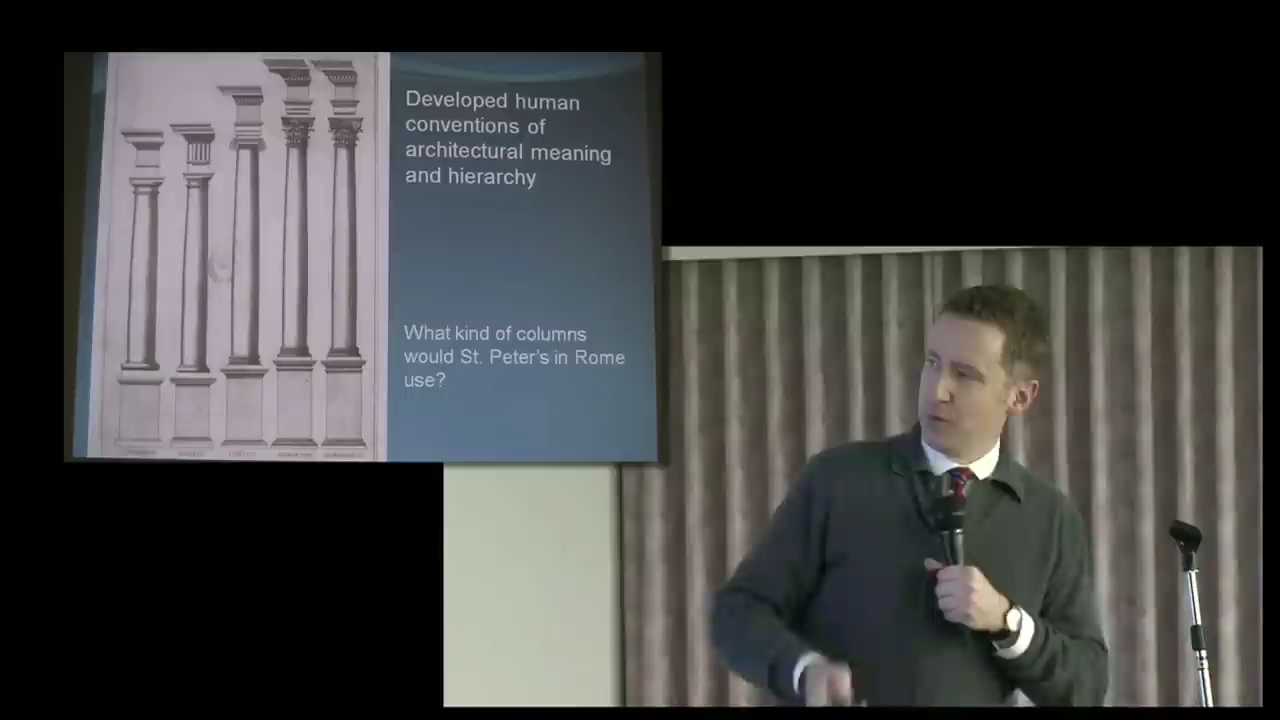 Developed human
conventions of
architectural meaning
and hierarchy
What kind of columns
would St. Peter's in Rome
use?